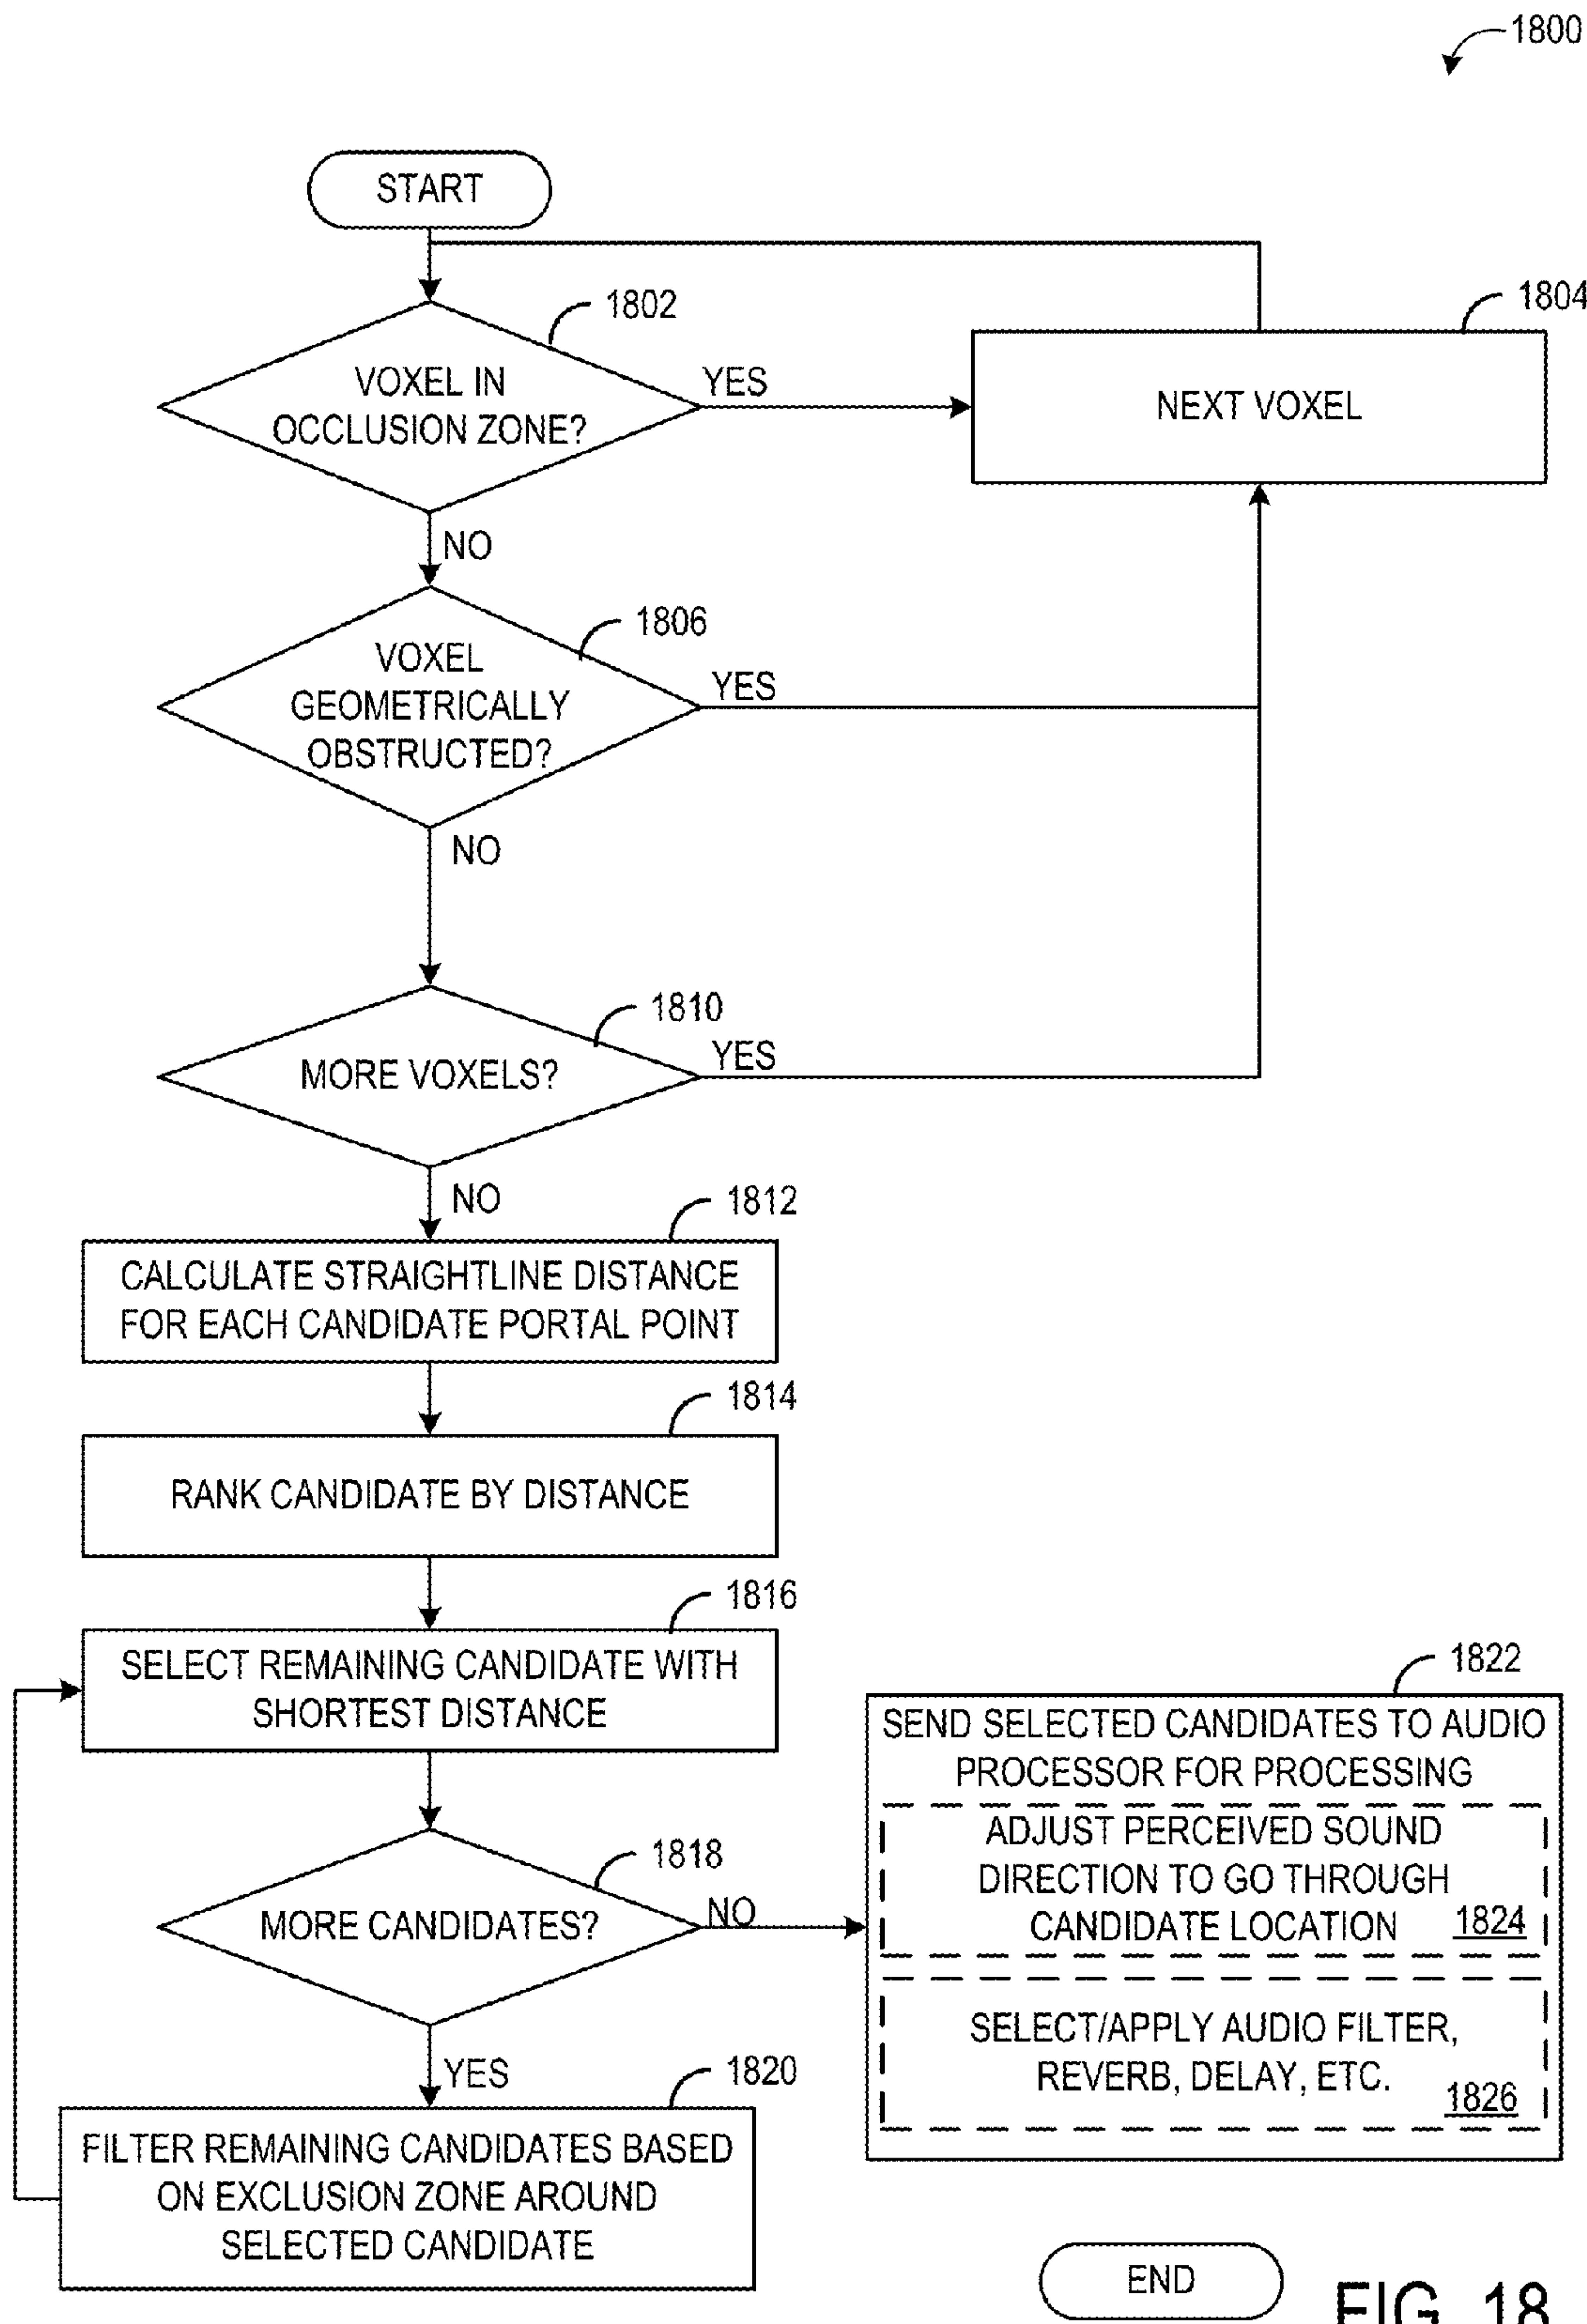 1800
START
1802
VOXEL IN
OCCLUSION ZONE?
YES
1804
NEXT VOXEL
NO
1806
VOXEL
GEOMETRICALLY
OBSTRUCTED?
YES
NO
1810
MORE VOXELS?
YES
NO
1812
CALCULATE STRAIGHTLINE DISTANCE
FOR EACH CANDIDATE PORTAL POINT
1814
RANK CANDIDATE BY DISTANCE
1816
SELECT REMAINING CANDIDATE WITH
SHORTEST DISTANCE
1818
MORE CANDIDATES?
NO
YES
1820
FILTER REMAINING CANDIDATES BASED
ON EXCLUSION ZONE AROUND
SELECTED CANDIDATE
1822
SEND SELECTED CANDIDATES TO AUDIO
PROCESSOR FOR PROCESSING
ADJUST PERCEIVED SOUND
DIRECTION TO GO THROUGH
CANDIDATE LOCATION 1824
SELECT/APPLY AUDIO FILTER,
REVERB, DELAY, ETC.
1826
END
FIG. 18